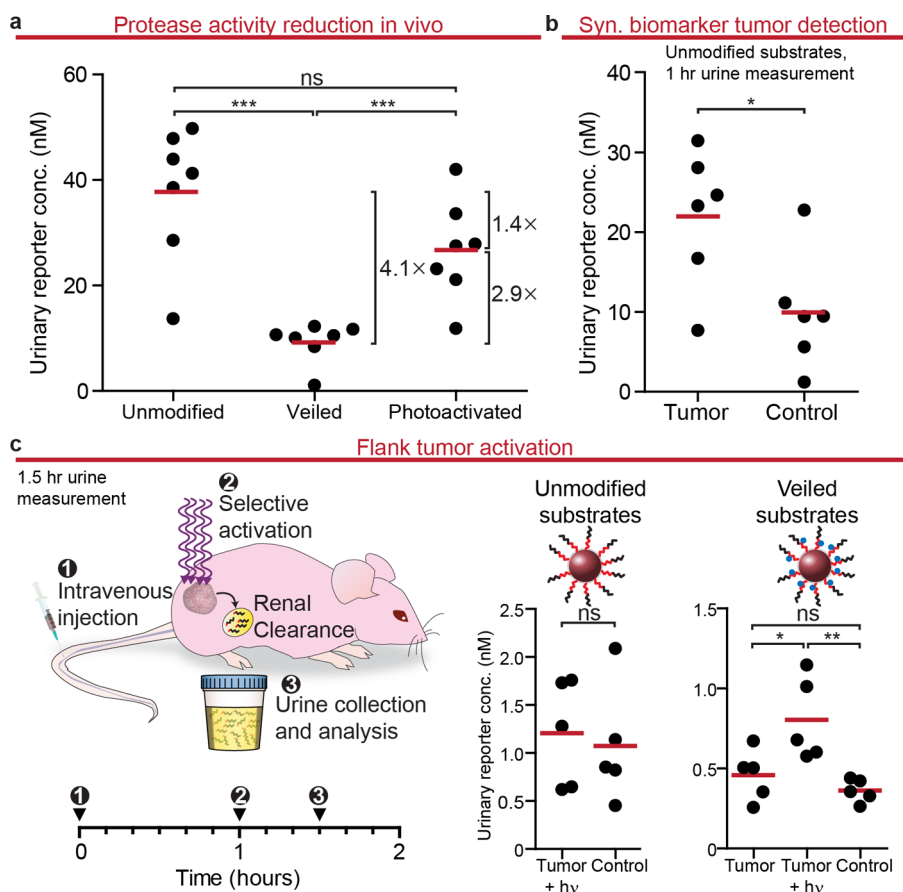 a
Protease activity reduction in vivo
Urinary reporter conc. (nM)
60
40
20
0
ns
***
***
4.1×
1.4×
2.9×
Unmodified
Veiled
Photoactivated
b
Syn. biomarker tumor detection
Unmodified substrates,
1 hr urine measurement
Urinary reporter conc. (nM)
40
30
20
10
0
*
Tumor
Control
c
Flank tumor activation
1.5 hr urine
measurement
1
Intravenous
injection
2
Selective
activation
Renal
Clearance
3
Urine collection
and analysis
1
2
3
0
1
2
Time (hours)
Unmodified
substrates
Urinary reporter conc. (nM)
2.5
2.0
1.5
1.0
0.5
0
ns
Tumor
+ hν
Control
Veiled
substrates
1.5
1.0
0.5
0
ns
*
**
Tumor
Tumor
+ hν
Control